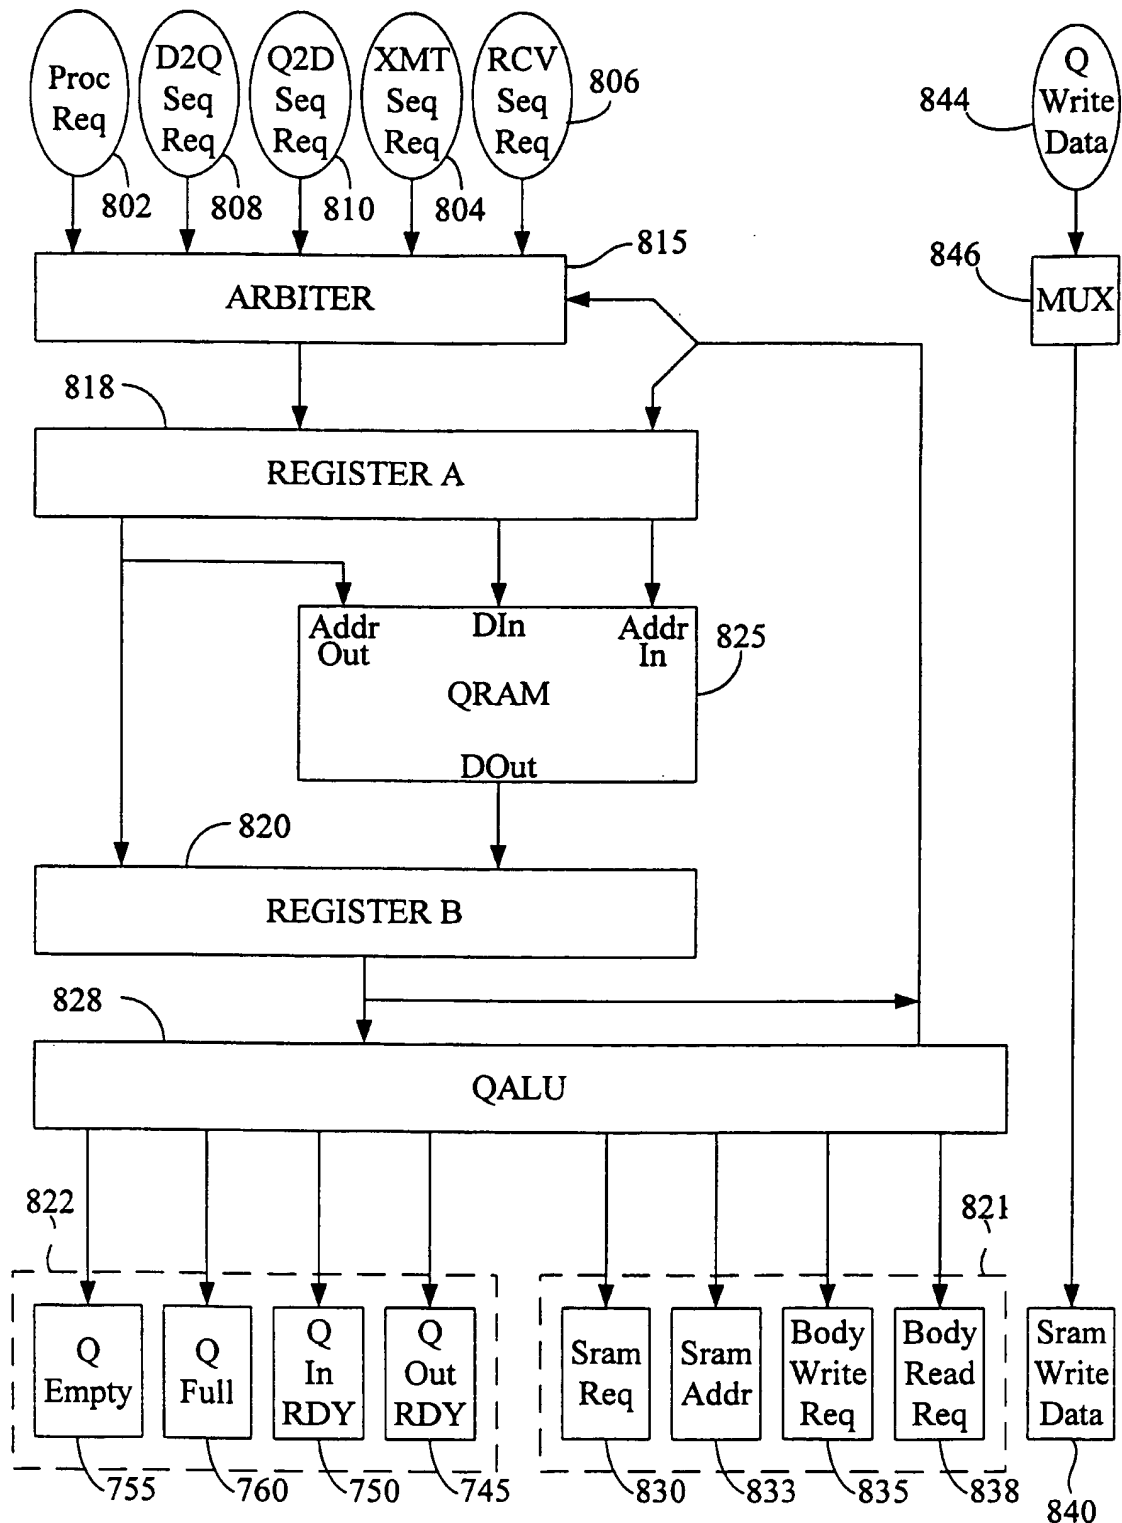 Proc
Req
D2Q
Seq
Req
Q2D
Seq
Req
XMT
Seq
Req
RCV
Seq
Req
806
844
Q
Write
Data
802
808
810
804
815
846
ARBITER
MUX
818
REGISTER A
Addr
Out
DIn
Addr
In
825
QRAM
DOut
820
REGISTER B
828
QALU
822
821
Q
Empty
Q
Full
Q
In
RDY
Q
Out
RDY
Sram
Req
Sram
Addr
Body
Write
Req
Body
Read
Req
Sram
Write
Data
755
760
750
745
830
833
835
838
840